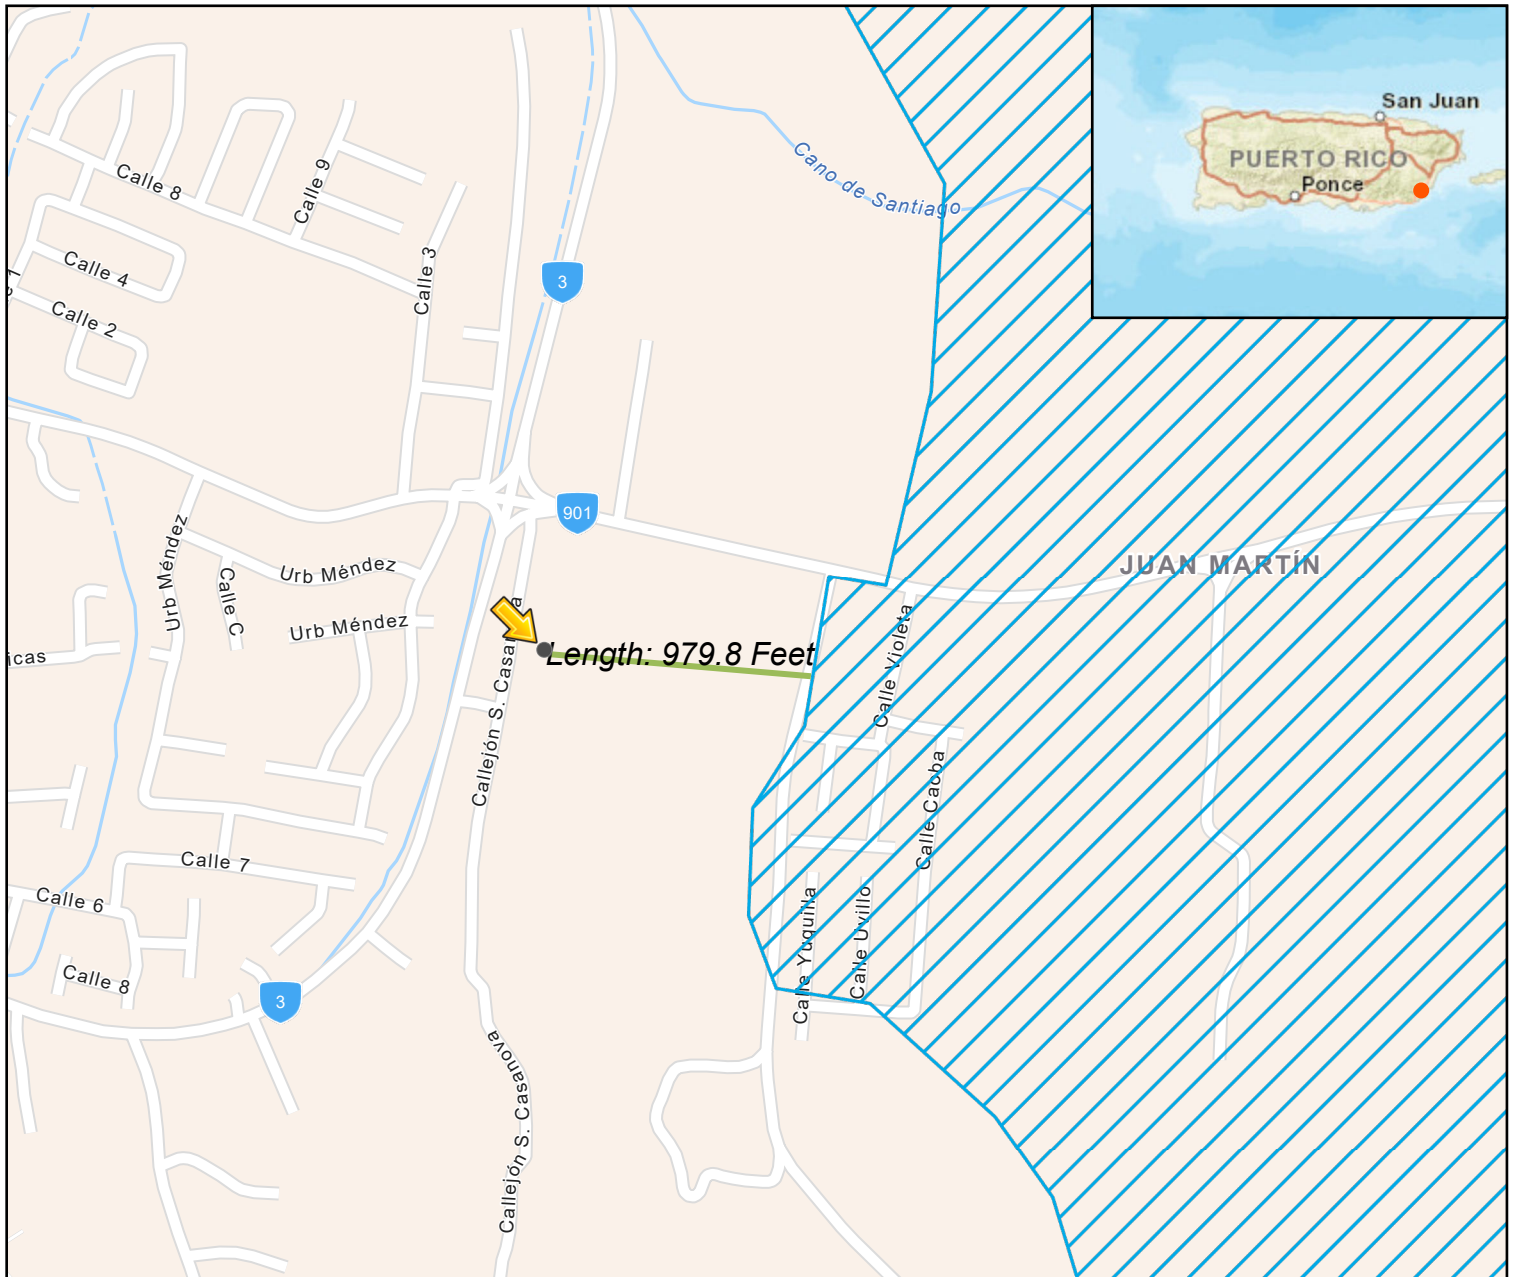 San Juan
PUERTO RICO
Ponce
Cano de Santiago
Calle 8
Calle 9
Calle 3
3
Calle 4
Calle 2
901
JUAN MARTÍN
Urb Méndez
Urb Méndez
Calle C
Urb Méndez
icas
Length: 979.8 Feet
Calle Violeta
Callejón S. Casa
a
Calle Caoba
Calle 7
Calle 6
Calle Yuquilla
Calle Uvillo
Calle 8
3
Callejón S. Casanova